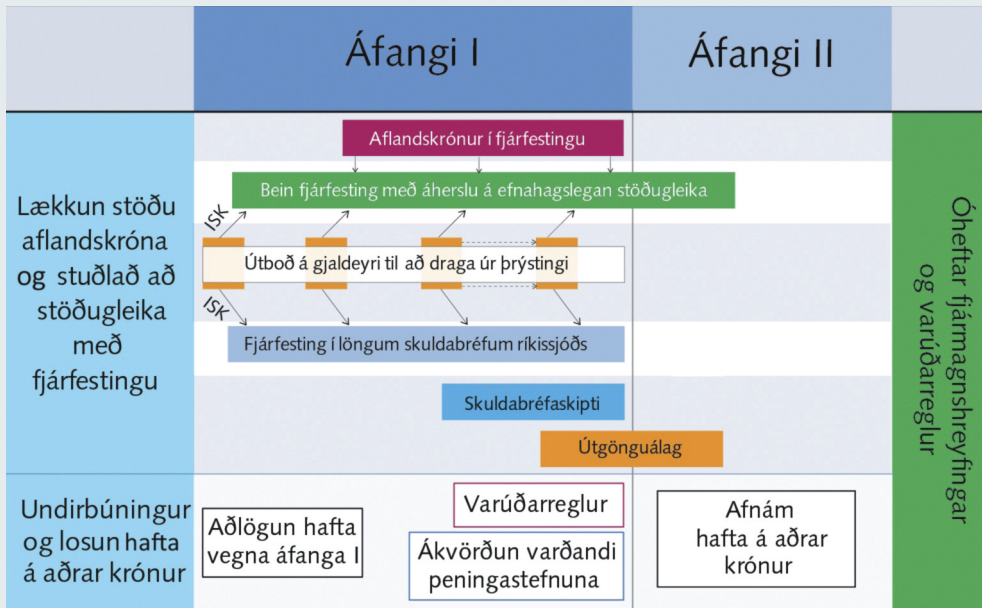 Áfangi I
Áfangi II
Lækkun stöðu
aflandskróna
og stuðlað að
stöðugleika
með
fjárfestingu
Aflandskrónur í fjárfestingu
Bein fjárfesting með áherslu á efnahagslegan stöðugleika
ISK
Útboð á gjaldeyri til að draga úr þrýstingi
ISK
Fjárfesting í löngum skuldabréfum ríkissjóðs
Skuldabréfaskipti
Útgönguálag
Undirbúningur
og losun hafta
á aðrar krónur
Aðlögun hafta
vegna áfanga I
Varúðarreglur
Ákvörðun varðandi
peningastefnuna
Afnám
hafta á aðrar
krónur
Óheftar fjármagnshreyfingar
og varúðarreglur